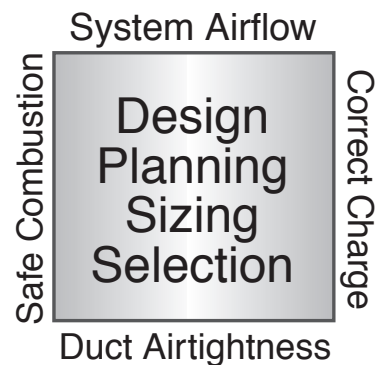 System Airflow
Safe Combustion
Design
Planning
Sizing
Selection
Correct Charge
Duct Airtightness